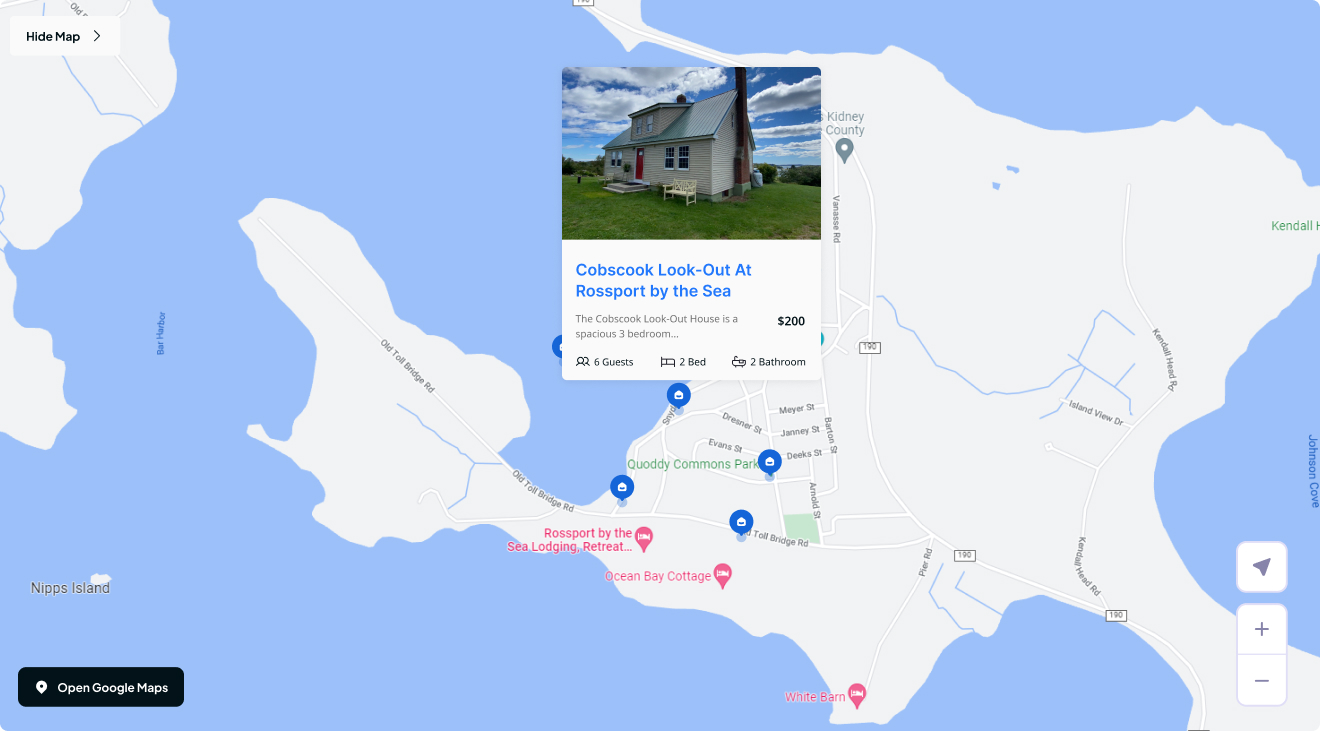 190
Old
Hide Map
Kidney
County
Vanasse Rd
Kendall H
Cobscook Look-Out At
Rossport by the Sea
The Cobscook Look-Out House is a
spacious 3 bedroom...
$200
6 Guests
2 Bed
2 Bathroom
Bar Harbor
Old Toll Bridge Rd
190
Kendall Head R
Island View Dr
Meyer St
Dresner St
Janney St
Barton St
Evans St
Deeks St
Quoddy Commons Park
Arnold St
Johnson Cove
Old Toll Bridge Rd
Toll Bridge Rd
Rossport by the
Sea Lodging, Retreat...
Ocean Bay Cottage
Pier Rd
190
Kendall Head Rd
Nipps Island
190
Open Google Maps
White Barn